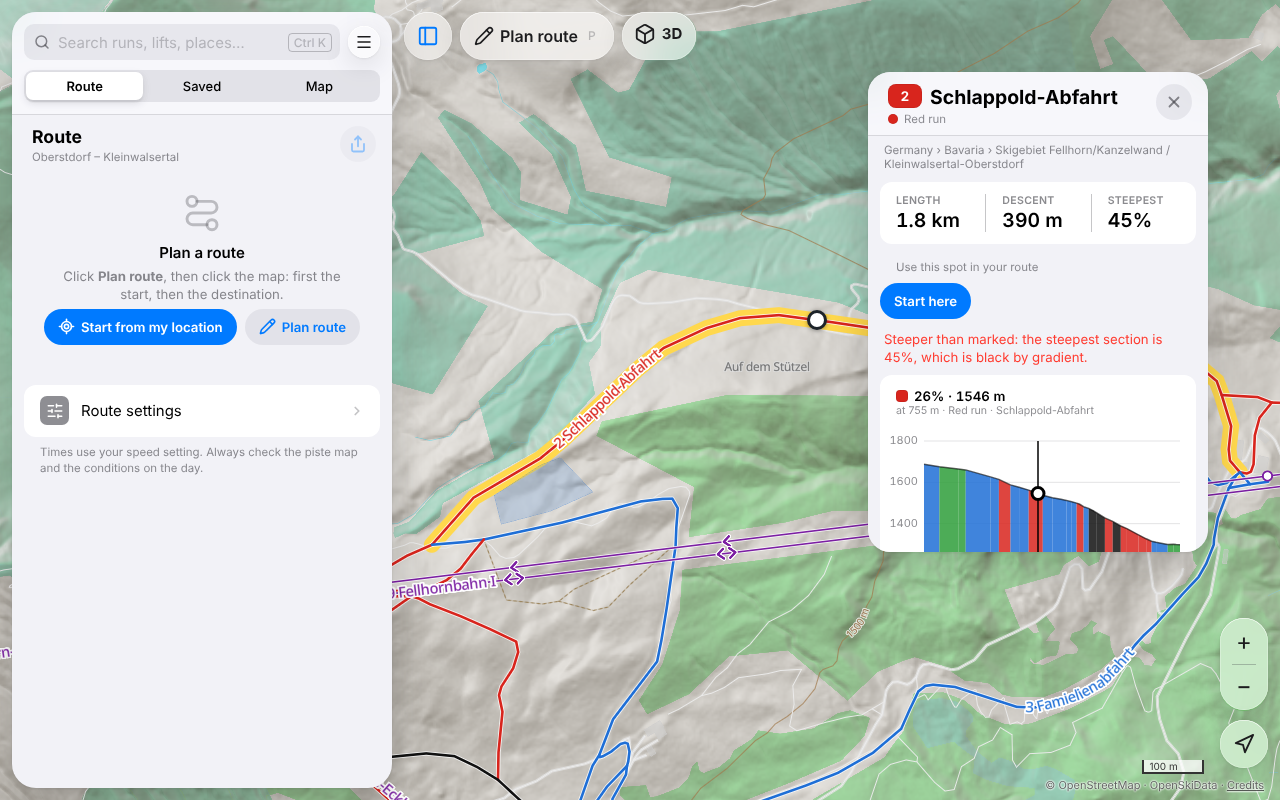 Search runs, lifts, places...
Ctrl K
Route
Saved
Map
Route
Oberstdorf – Kleinwalsertal
Plan a route
Click Plan route, then click the map: first the
start, then the destination.
Start from my location
Plan route
Route settings
Times use your speed setting. Always check the piste map
and the conditions on the day.
Plan route P
3D
2
Schlappold-Abfahrt
Red run
Germany › Bavaria › Skigebiet Fellhorn/Kanzelwand /
Kleinwalsertal-Oberstdorf
LENGTH
1.8 km
DESCENT
390 m
STEEPEST
45%
Use this spot in your route
Start here
Steeper than marked: the steepest section is
45%, which is black by gradient.
26% · 1546 m
at 755 m · Red run · Schlappold-Abfahrt
1800
1600
1400
2·Schlappold-Abfahrt
Auf dem Stützel
Fellhornbahn·I
1500 m
3·Famielienabfahrt
100 m
© OpenStreetMap · OpenSkiData · Credits